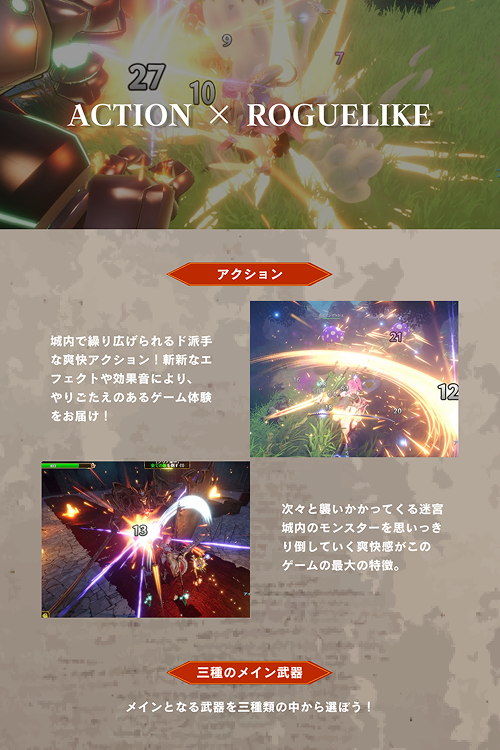 9
7
27
10
ACTION × ROGUELIKE
アクション
城内で繰り広げられるド派手
な爽快アクション！斬新なエ
フェクトや効果音により、
やりごたえのあるゲーム体験
をお届け！
21
12
20
13
次々と襲いかかってくる迷宮
城内のモンスターを思いっき
り倒していく爽快感がこの
ゲームの最大の特徴。
三種のメイン武器
メインとなる武器を三種類の中から選ぼう！